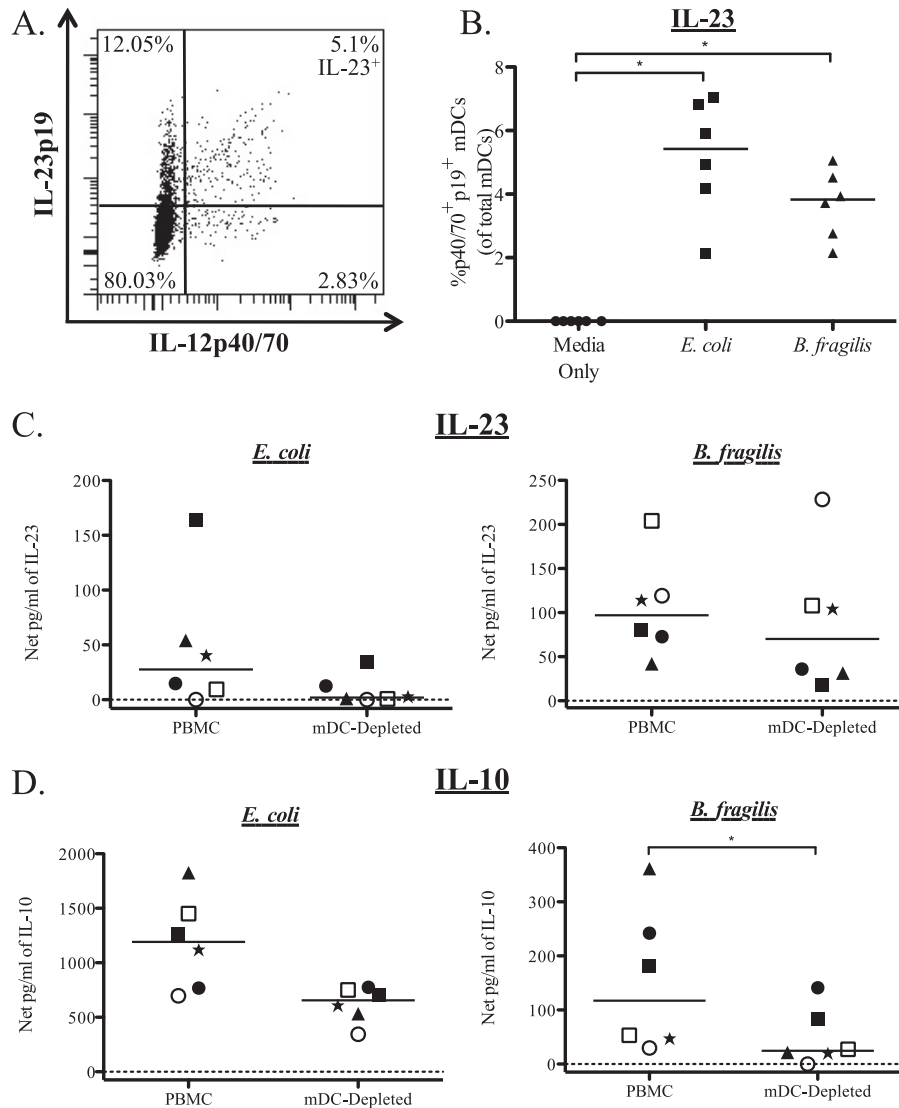 A.
12.05%
5.1%
IL-23+
IL-23p19
80.03%
2.83%
IL-12p40/70
B.
IL-23
*
*
%p40/70+p19+ mDCs
(of total mDCs)
8
6
4
2
0
Media
Only
E. coli
B. fragilis
C.
IL-23
E. coli
Net pg/ml of IL-23
200
150
100
50
0
PBMC
mDC-Depleted
B. fragilis
Net pg/ml of IL-23
250
200
150
100
50
0
PBMC
mDC-Depleted
D.
IL-10
E. coli
Net pg/ml of IL-10
2000
1500
1000
500
0
PBMC
mDC-Depleted
B. fragilis
*
Net pg/ml of IL-10
400
300
200
100
0
PBMC
mDC-Depleted